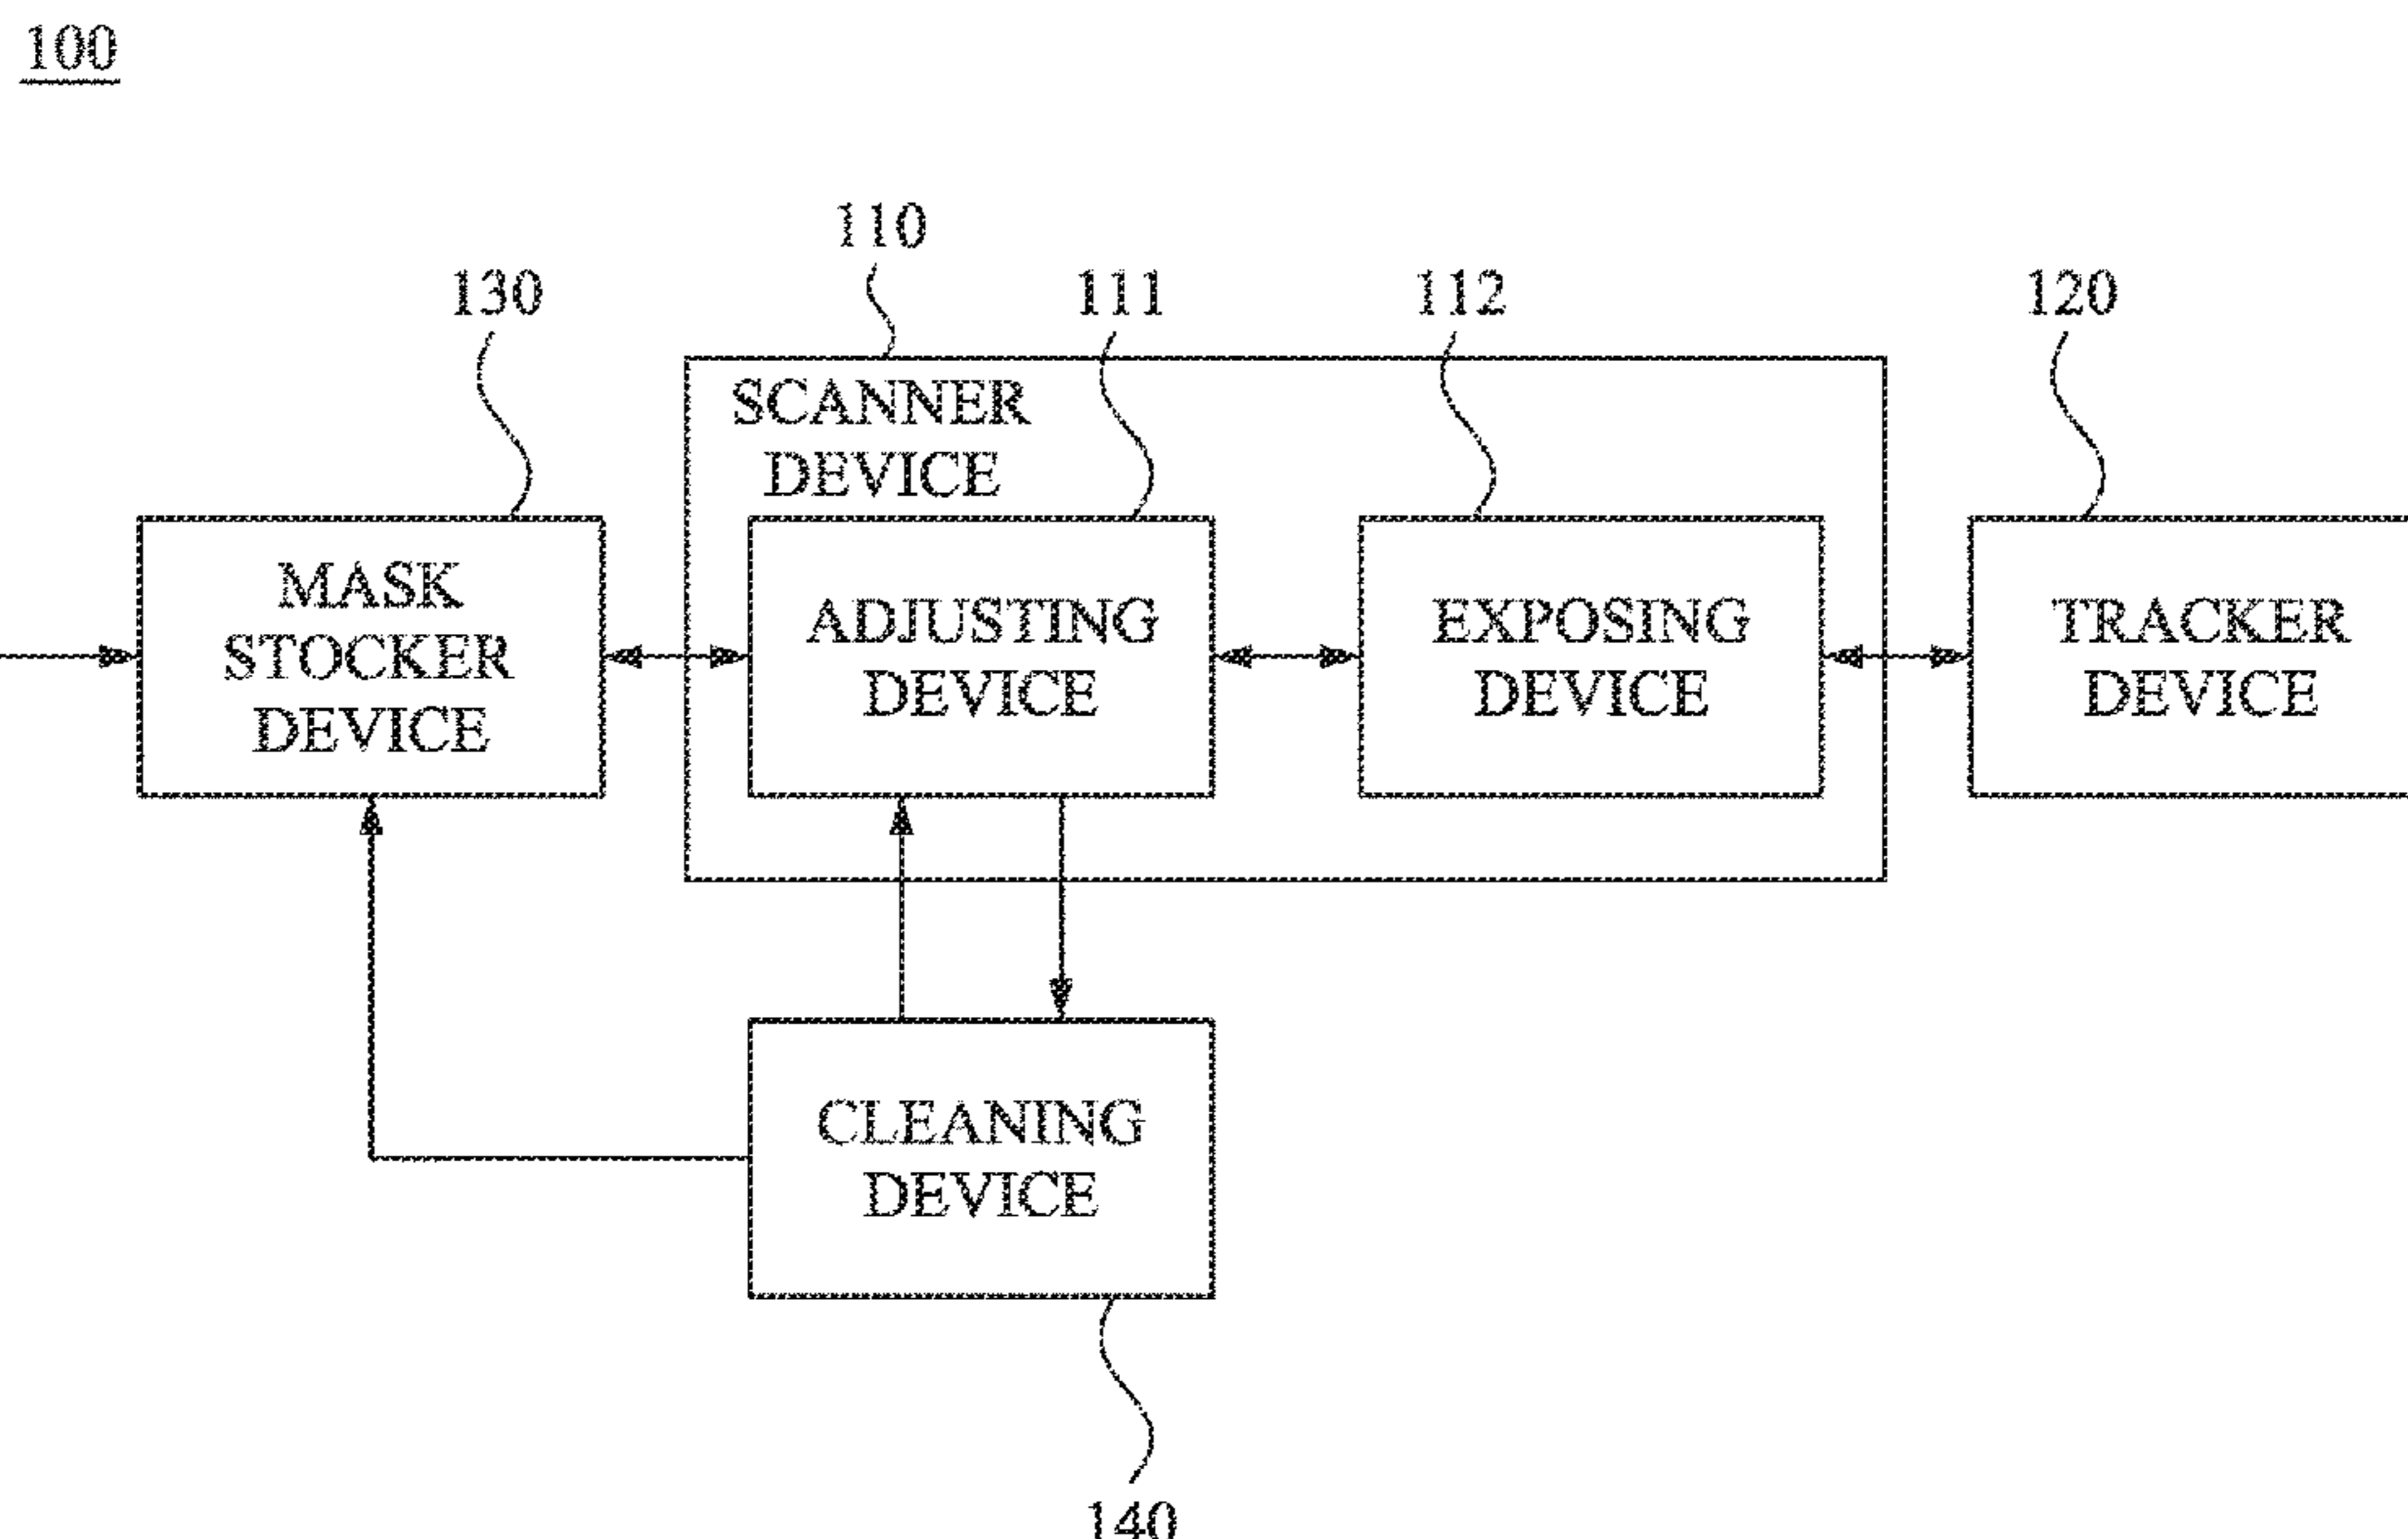 100
110
130
111
112
120
SCANNER
DEVICE
MASK
STOCKER
DEVICE
ADJUSTING
DEVICE
EXPOSING
DEVICE
TRACKER
DEVICE
CLEANING
DEVICE
140